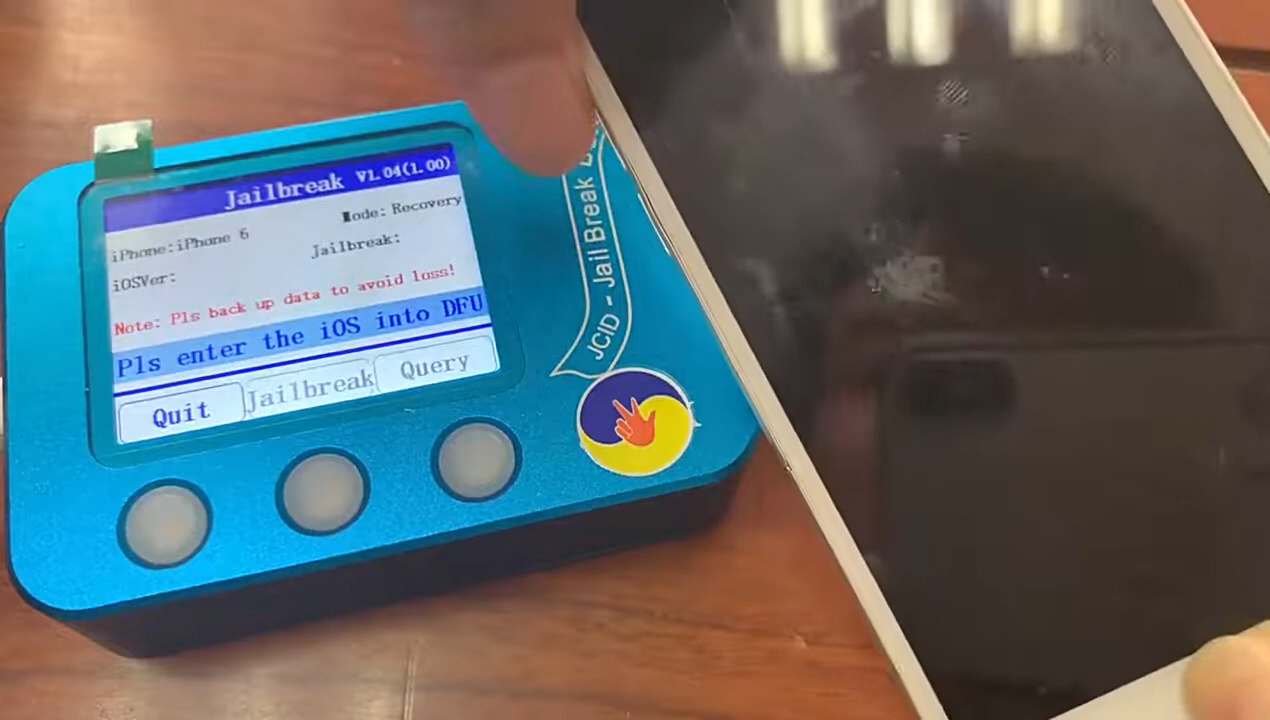 Jailbreak V1.04(1.00)
iPhone:iPhone 6
Mode: Recovery
iOSVer:
Jailbreak:
Note: Pls back up data to avoid loss!
Pls enter the iOS into DFU
Quit
Jailbreak
Query
JCID - Jail Break